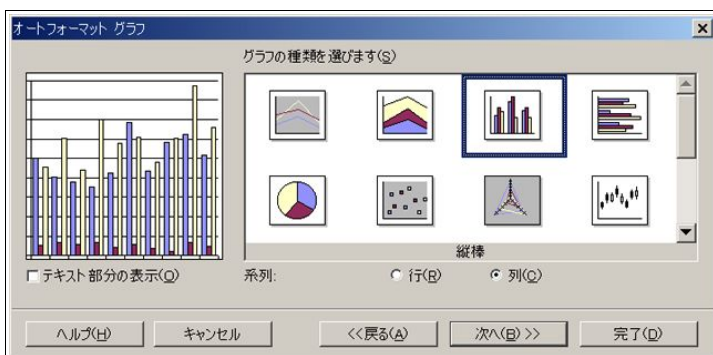 オートフォーマット グラフ
グラフの種類を選びます(S)
縦棒
テキスト部分の表示(O)
系列:
行(R)
列(C)
ヘルプ(H)
キャンセル
<<戻る(A)
次へ(B) >>
完了(D)